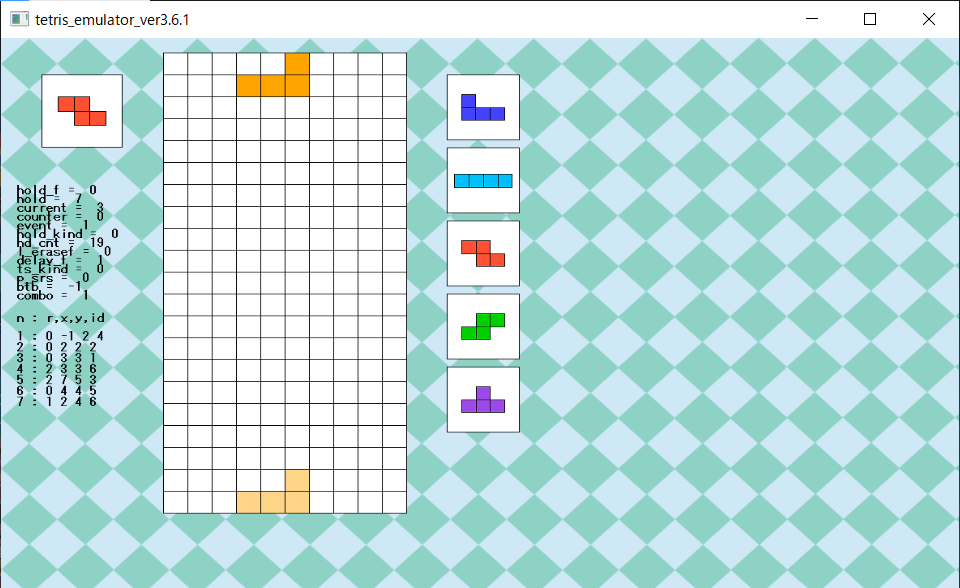 tetris_emulator_ver3.6.1
hold_f = 0
hold = 7
current = 3
counter = 0
event = 1
hold_kind = 0
hd_cnt = 19
l_erasef = 0
delay_f = 1
ts_kind = 0
p_srs = 0
btb = -1
combo = 1
n : r,x,y,id
1 : 0 -1 2 4
2 : 0 2 2 2
3 : 0 3 3 1
4 : 2 3 3 6
5 : 2 7 5 3
6 : 0 4 4 5
7 : 1 2 4 6